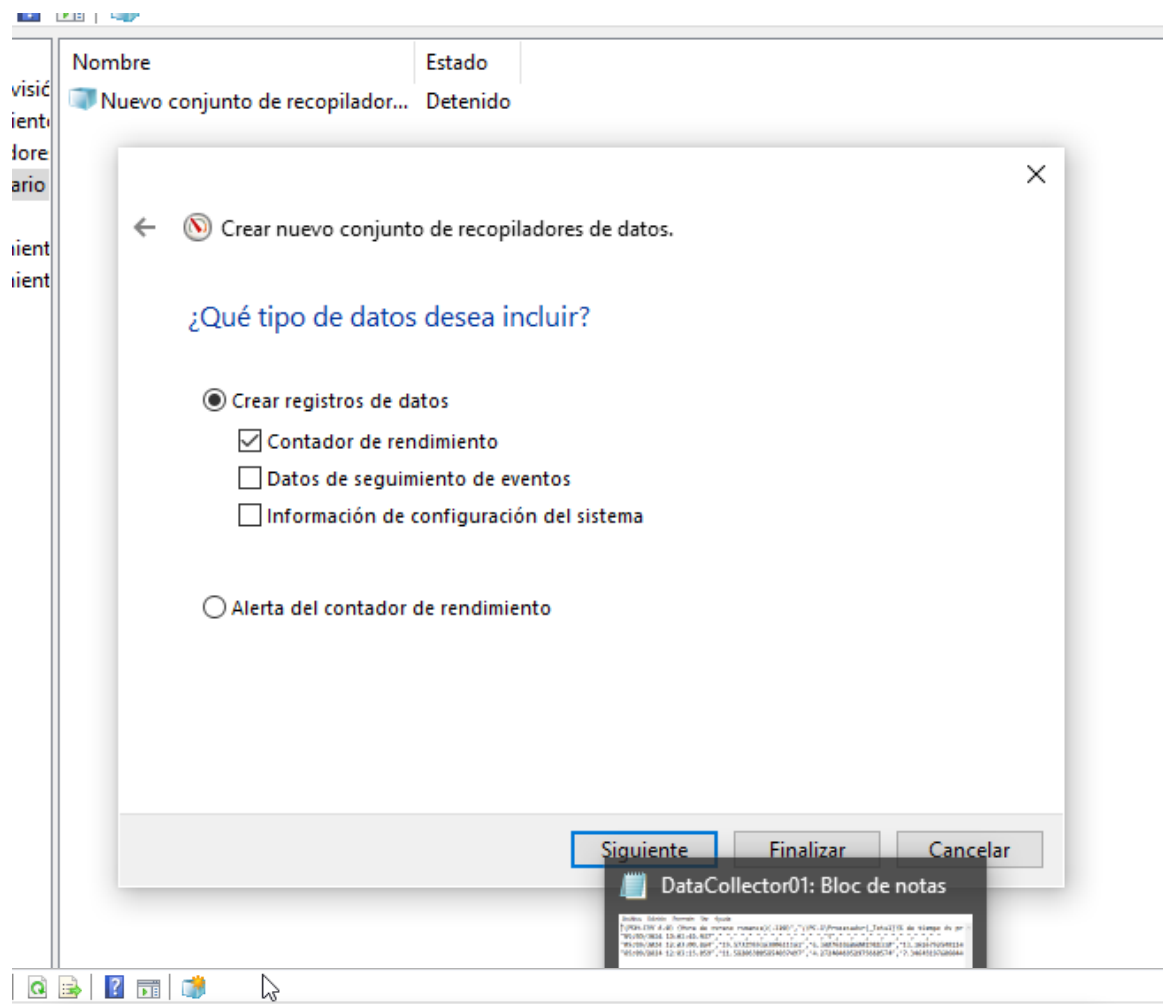 Nombre Estado
visió
Nuevo conjunto de recopilador... Detenido
ient
dore
ario
Crear nuevo conjunto de recopiladores de datos.
ient
ient
¿Qué tipo de datos desea incluir?
Crear registros de datos
Contador de rendimiento
Datos de seguimiento de eventos
Información de configuración del sistema
Alerta del contador de rendimiento
Siguiente Finalizar Cancelar
DataCollector01: Bloc de notas